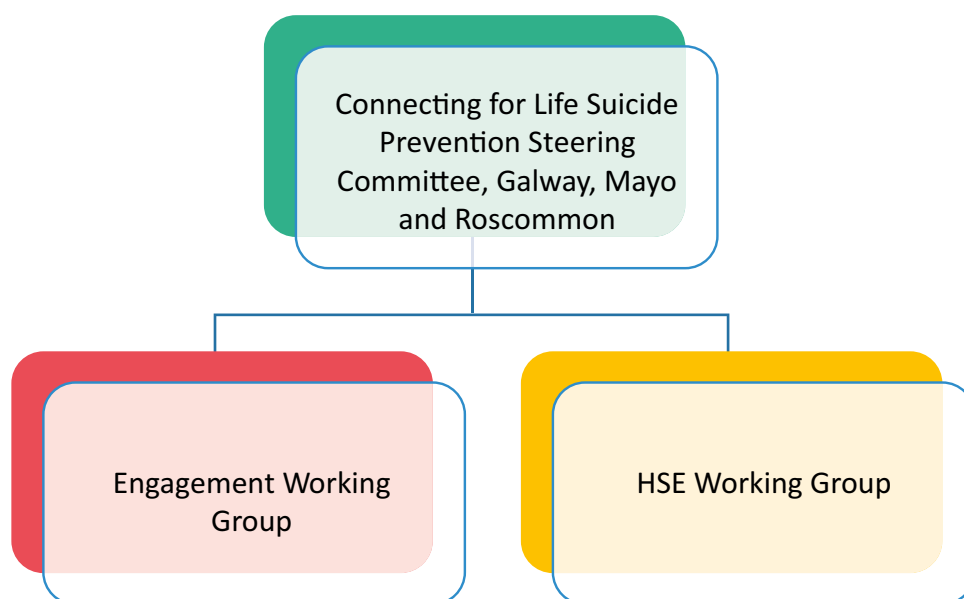 Connecting for Life Suicide
Prevention Steering
Committee, Galway, Mayo
and Roscommon
Engagement Working
Group
HSE Working Group